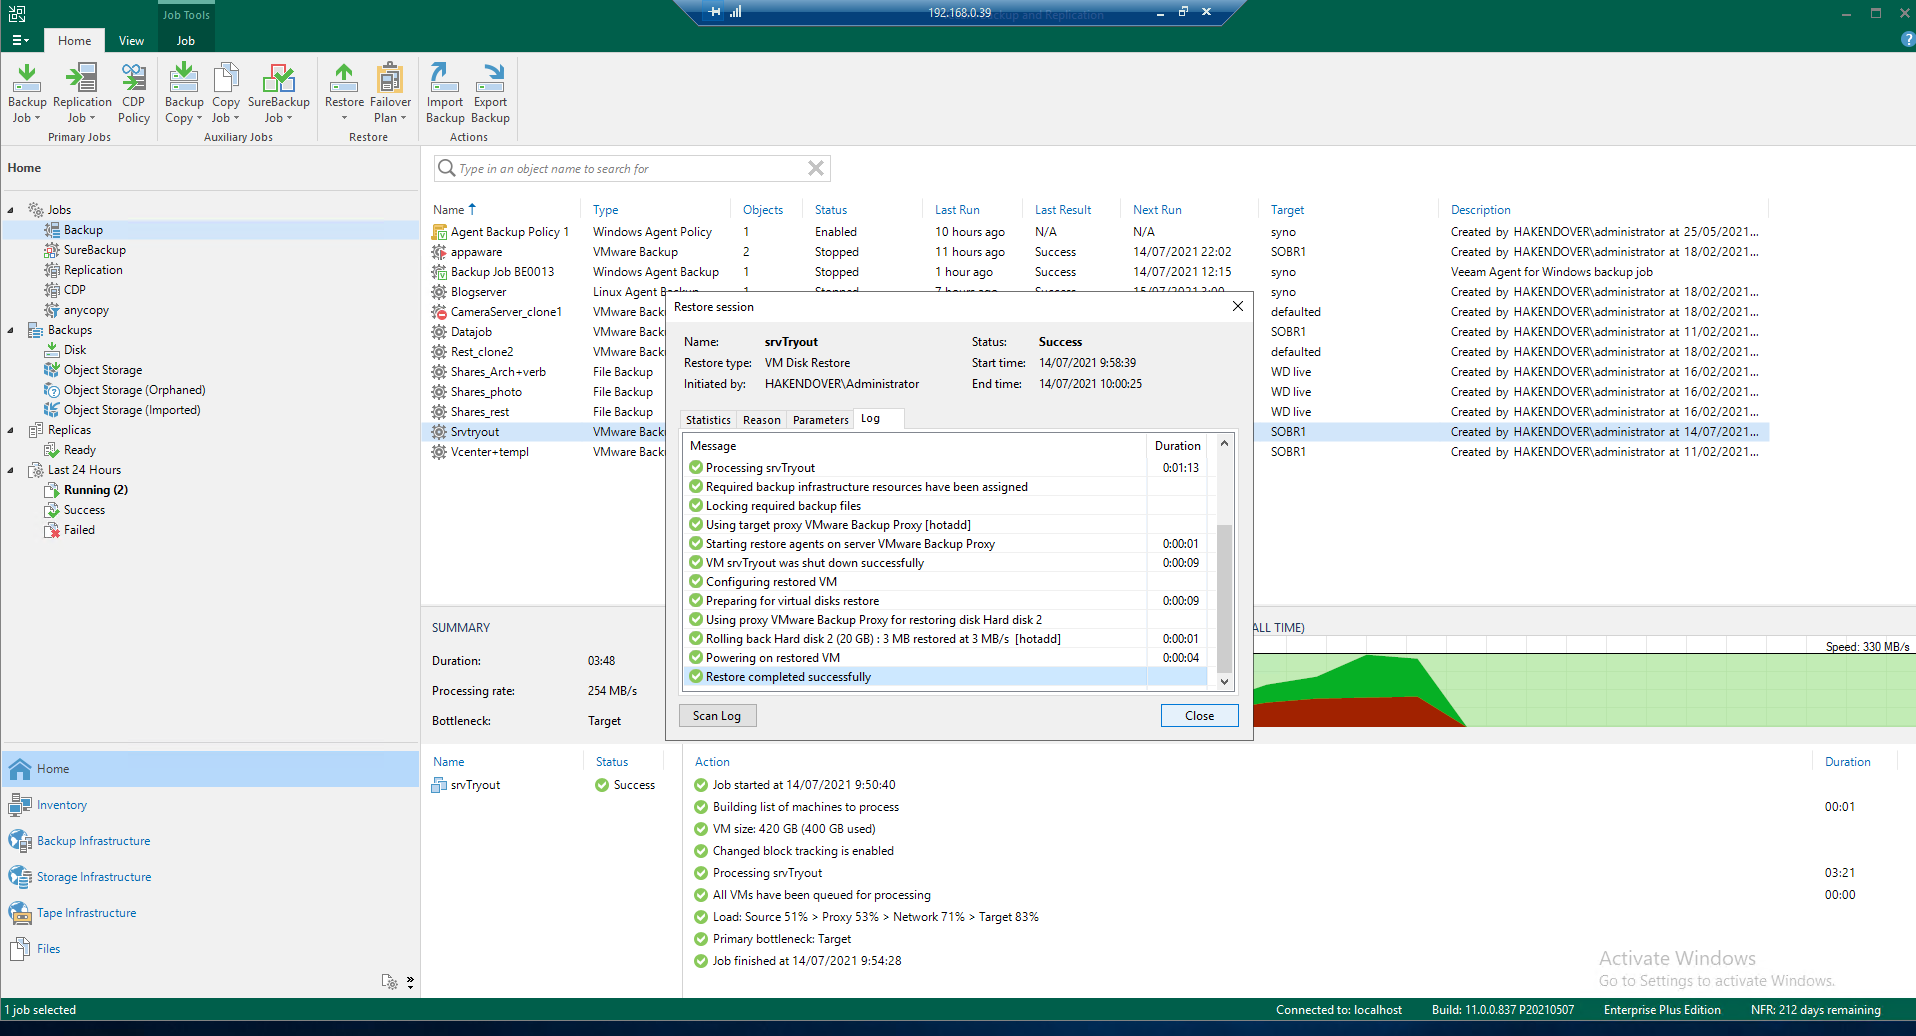 Job Tools
192.168.0.39
Backup and Replication
Home
View
Job
Backup Job
Replication Job
CDP Policy
Primary Jobs
Backup Copy
Copy Job
SureBackup Job
Auxiliary Jobs
Restore
Failover Plan
Restore
Import Backup
Export Backup
Actions
Home
Jobs
Backup
SureBackup
Replication
CDP
anycopy
Backups
Disk
Object Storage
Object Storage (Orphaned)
Object Storage (Imported)
Replicas
Ready
Last 24 Hours
Running (2)
Success
Failed
Home
Inventory
Backup Infrastructure
Storage Infrastructure
Tape Infrastructure
Files
Type in an object name to search for
Name Type Objects Status Last Run Last Result Next Run Target Description
Agent Backup Policy 1 Windows Agent Policy 1 Enabled 10 hours ago N/A N/A syno Created by HAKENDOVER\administrator at 25/05/2021...
appaware VMware Backup 2 Stopped 11 hours ago Success 14/07/2021 22:02 SOBR1 Created by HAKENDOVER\administrator at 18/02/2021...
Backup Job BE0013 Windows Agent Backup 2 Stopped 1 hour ago Success 14/07/2021 12:15 syno Veeam Agent for Windows backup job
Blogserver Linux Agent Backup 1 Stopped 7 hours ago Success 15/07/2021 3:00 syno Created by HAKENDOVER\administrator at 18/02/2021...
CameraServer_clone1 VMware Back defaulted Created by HAKENDOVER\administrator at 18/02/2021...
Datajob VMware Back SOBR1 Created by HAKENDOVER\administrator at 11/02/2021...
Rest_clone2 VMware Back defaulted Created by HAKENDOVER\administrator at 18/02/2021...
Shares_Arch+verb File Backup WD live Created by HAKENDOVER\administrator at 16/02/2021...
Shares_photo File Backup WD live Created by HAKENDOVER\administrator at 16/02/2021...
Shares_rest File Backup WD live Created by HAKENDOVER\administrator at 16/02/2021...
Srvtryout VMware Back SOBR1 Created by HAKENDOVER\administrator at 14/07/2021...
Vcenter+templ VMware Back SOBR1 Created by HAKENDOVER\administrator at 11/02/2021...
Restore session
Name: srvTryout Status: Success
Restore type: VM Disk Restore Start time: 14/07/2021 9:58:39
Initiated by: HAKENDOVER\Administrator End time: 14/07/2021 10:00:25
Statistics Reason Parameters Log
Message Duration
Processing srvTryout 0:01:13
Required backup infrastructure resources have been assigned
Locking required backup files
Using target proxy VMware Backup Proxy [hotadd]
Starting restore agents on server VMware Backup Proxy 0:00:01
VM srvTryout was shut down successfully 0:00:09
Configuring restored VM
Preparing for virtual disks restore 0:00:09
Using proxy VMware Backup Proxy for restoring disk Hard disk 2
Rolling back Hard disk 2 (20 GB) : 3 MB restored at 3 MB/s [hotadd] 0:00:01
Powering on restored VM 0:00:04
Restore completed successfully
Scan Log
Close
SUMMARY
Duration: 03:48
Processing rate: 254 MB/s
Bottleneck: Target
ALL TIME)
Speed: 330 MB/s
Name Status
srvTryout Success
Action Duration
Job started at 14/07/2021 9:50:40
Building list of machines to process 00:01
VM size: 420 GB (400 GB used)
Changed block tracking is enabled
Processing srvTryout 03:21
All VMs have been queued for processing 00:00
Load: Source 51% > Proxy 53% > Network 71% > Target 83%
Primary bottleneck: Target
Job finished at 14/07/2021 9:54:28
Activate Windows
Go to Settings to activate Windows.
1 job selected
Connected to: localhost Build: 11.0.0.837 P20210507 Enterprise Plus Edition NFR: 212 days remaining